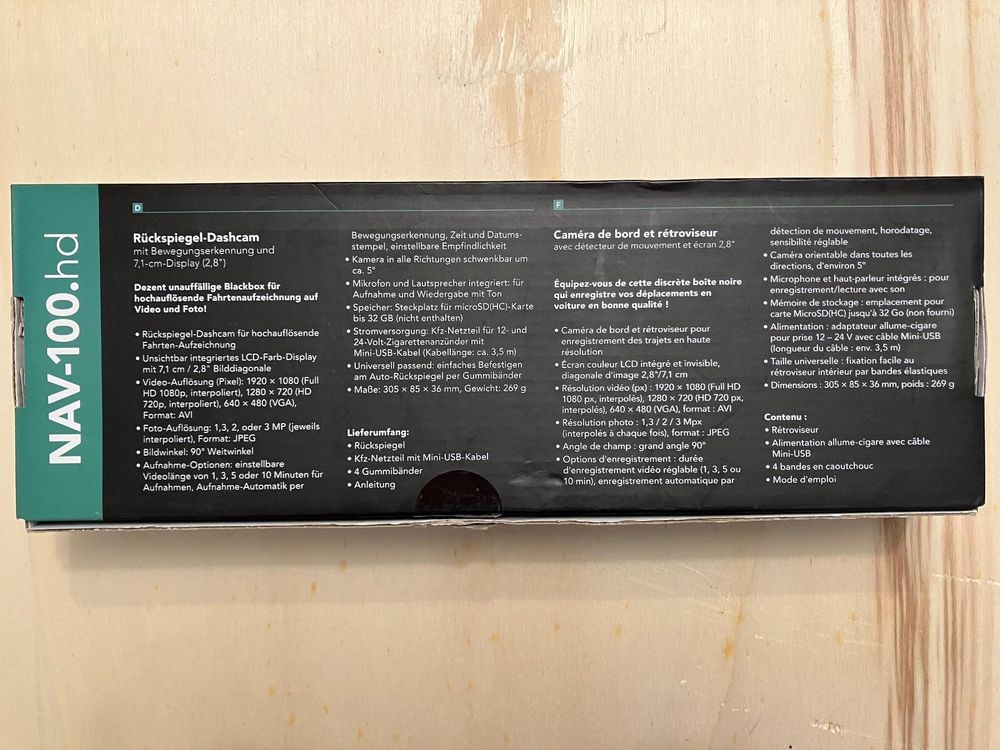 NAV-100.hd
D
Rückspiegel-Dashcam
mit Bewegungserkennung und
7,1-cm-Display (2,8")
Dezent unauffällige Blackbox für
hochauflösende Fahrtenaufzeichnung auf
Video und Foto!
• Rückspiegel-Dashcam für hochauflösende
Fahrten-Aufzeichnung
• Unsichtbar integriertes LCD-Farb-Display
mit 7,1 cm / 2,8" Bilddiagonale
• Video-Auflösung (Pixel): 1920 × 1080 (Full
HD 1080p, interpoliert), 1280 × 720 (HD
720p, interpoliert), 640 × 480 (VGA),
Format: AVI
• Foto-Auflösung: 1,3, 2, oder 3 MP (jeweils
interpoliert), Format: JPEG
• Bildwinkel: 90° Weitwinkel
• Aufnahme-Optionen: einstellbare
Videolänge von 1, 3, 5 oder 10 Minuten für
Aufnahmen, Aufnahme-Automatik per
Bewegungserkennung, Zeit und Datums-
stempel, einstellbare Empfindlichkeit
• Kamera in alle Richtungen schwenkbar um
ca. 5°
• Mikrofon und Lautsprecher integriert: für
Aufnahme und Wiedergabe mit Ton
• Speicher: Steckplatz für microSD(HC)-Karte
bis 32 GB (nicht enthalten)
• Stromversorgung: Kfz-Netzteil für 12- und
24-Volt-Zigarettenanzünder mit
Mini-USB-Kabel (Kabellänge: ca. 3,5 m)
• Universell passend: einfaches Befestigen
am Auto-Rückspiegel per Gummibänder
• Maße: 305 × 85 × 36 mm, Gewicht: 269 g
Lieferumfang:
• Rückspiegel
• Kfz-Netzteil mit Mini-USB-Kabel
• 4 Gummibänder
• Anleitung
F
Caméra de bord et rétroviseur
avec détecteur de mouvement et écran 2,8"
Équipez-vous de cette discrète boîte noire
qui enregistre vos déplacements en
voiture en bonne qualité !
• Caméra de bord et rétroviseur pour
enregistrement des trajets en haute
résolution
• Écran couleur LCD intégré et invisible,
diagonale d'image 2,8"/7,1 cm
• Résolution vidéo (px) : 1920 × 1080 (Full HD
1080 px, interpolés), 1280 × 720 (HD 720 px,
interpolés), 640 × 480 (VGA), format : AVI
• Résolution photo : 1,3 / 2 / 3 Mpx
(interpolés à chaque fois), format : JPEG
• Angle de champ : grand angle 90°
• Options d'enregistrement : durée
d'enregistrement vidéo réglable (1, 3, 5 ou
10 min), enregistrement automatique par
détection de mouvement, horodatage,
sensibilité réglable
• Caméra orientable dans toutes les
directions, d'environ 5°
• Microphone et haut-parleur intégrés : pour
enregistrement/lecture avec son
• Mémoire de stockage : emplacement pour
carte MicroSD(HC) jusqu'à 32 Go (non fourni)
• Alimentation : adaptateur allume-cigare
pour prise 12 – 24 V avec câble Mini-USB
(longueur du câble : env. 3,5 m)
• Taille universelle : fixation facile au
rétroviseur intérieur par bandes élastiques
• Dimensions : 305 × 85 × 36 mm, poids : 269 g
Contenu :
• Rétroviseur
• Alimentation allume-cigare avec câble
Mini-USB
• 4 bandes en caoutchouc
• Mode d'emploi